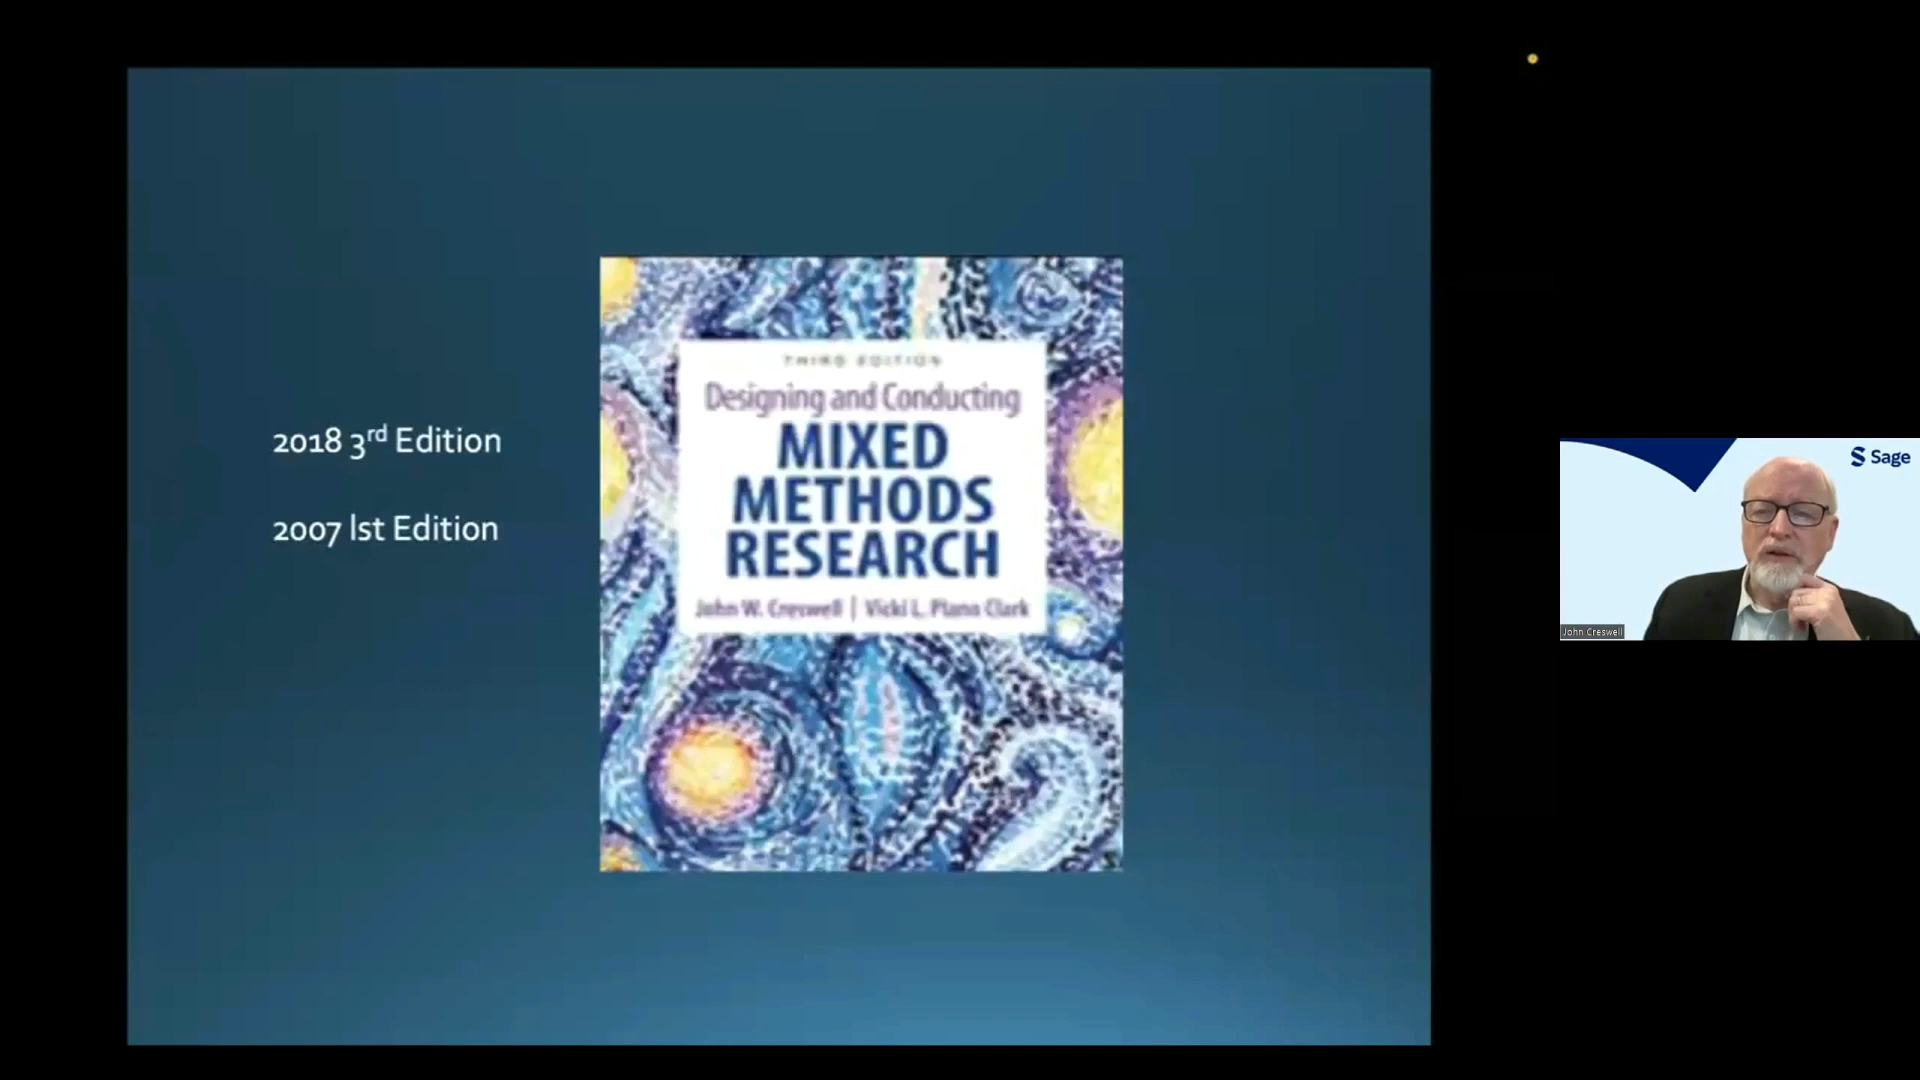 2018 3rd Edition
2007 lst Edition
THIRD EDITION
Designing and Conducting
MIXED
METHODS
RESEARCH
John W. Creswell | Vicki L. Plano Clark
Sage
John Creswell